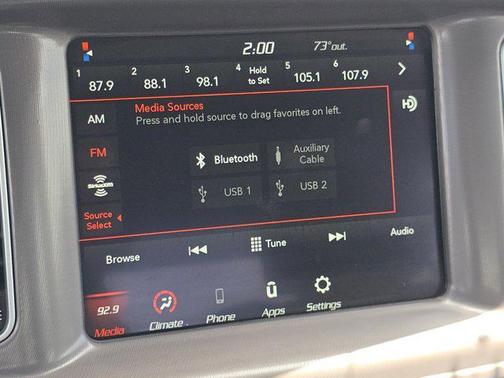 2:00 73° out.
1 2 3 4 Hold to Set 5 6
87.9 88.1 98.1 105.1 107.9
Media Sources
Press and hold source to drag favorites on left.
AM
FM
SiriusXM
Source
Select
HD
Bluetooth
Auxiliary
Cable
USB 1
USB 2
Browse
Tune
Audio
92.9
Media
Climate
Phone
Apps
Settings